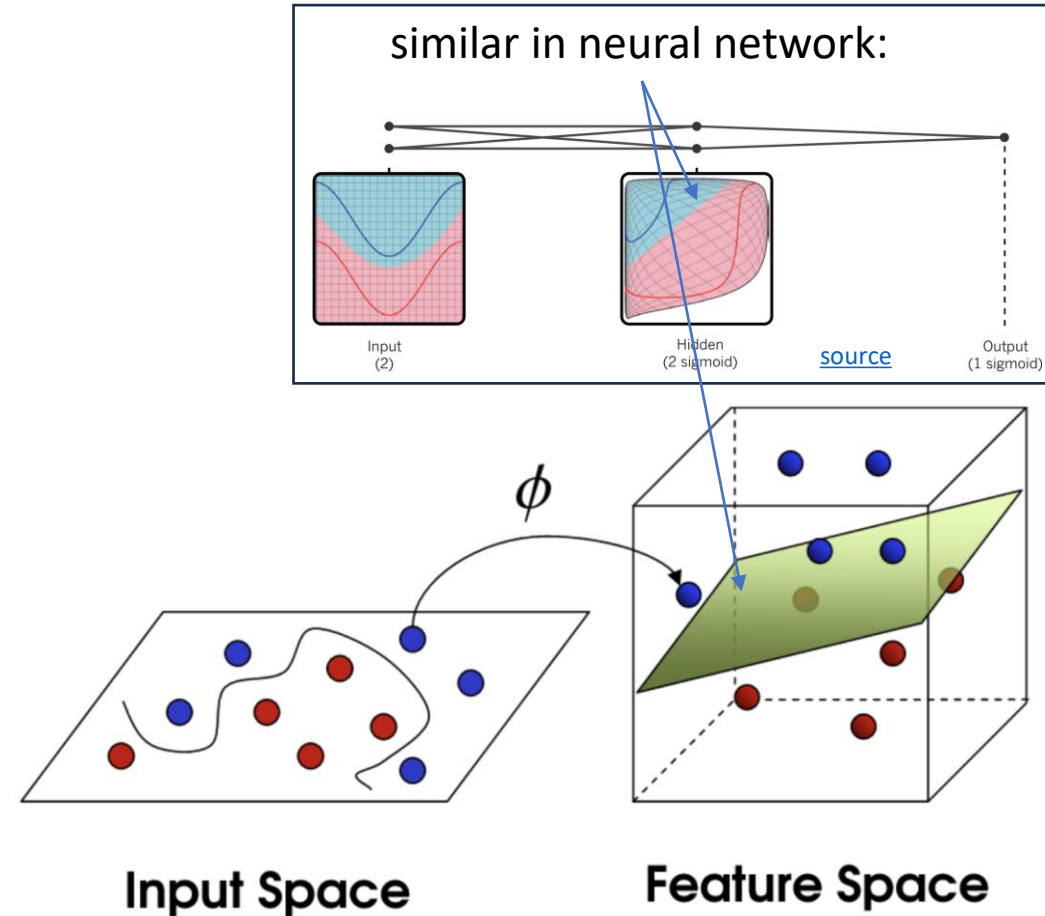 similar in neural network:
Input
(2)
Hidden
(2 sigmoid)
source
Output
(1 sigmoid)
ϕ
Input Space
Feature Space